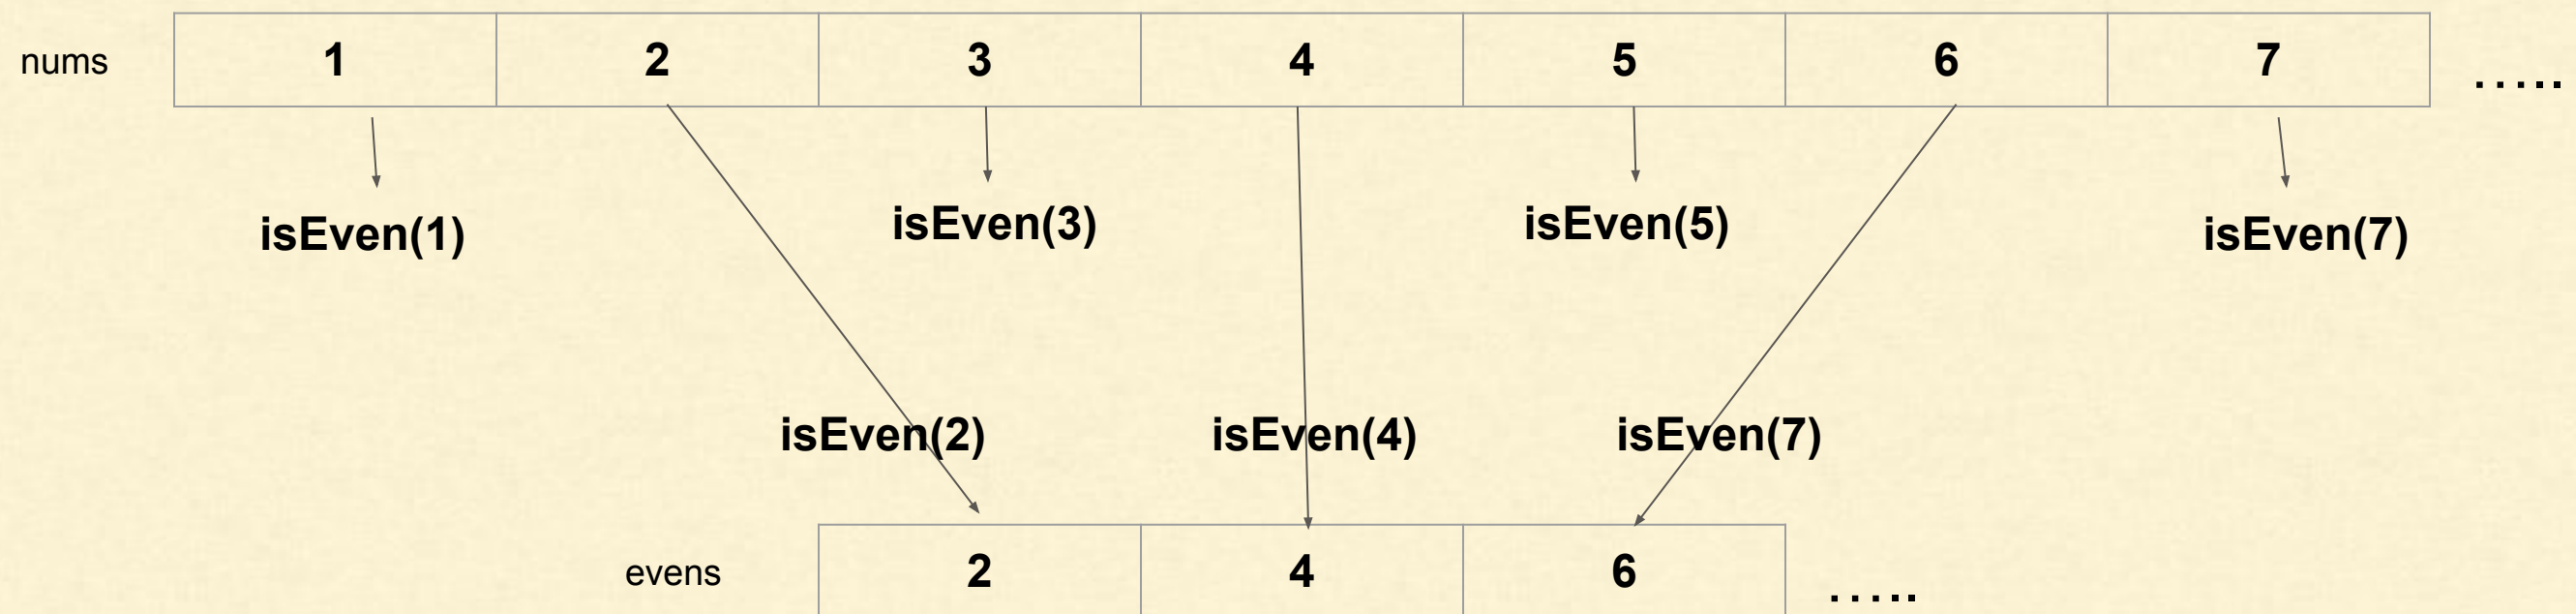 nums 1 2 3 4 5 6 7 .....
isEven(1) isEven(3) isEven(5) isEven(7)
isEven(2) isEven(4) isEven(7)
evens 2 4 6 .....